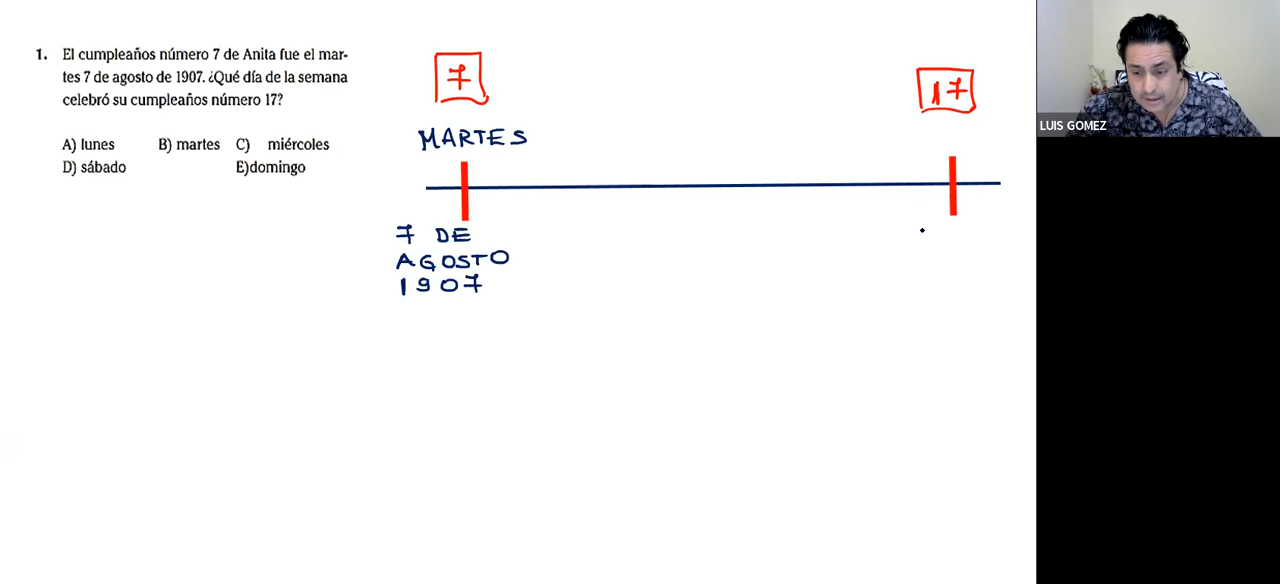 1. El cumpleaños número 7 de Anita fue el mar-
tes 7 de agosto de 1907. ¿Qué día de la semana
celebró su cumpleaños número 17?
A) lunes B) martes C) miércoles
D) sábado E)domingo
7
17
MARTES
7 DE
AGOSTO
1907
LUIS GOMEZ